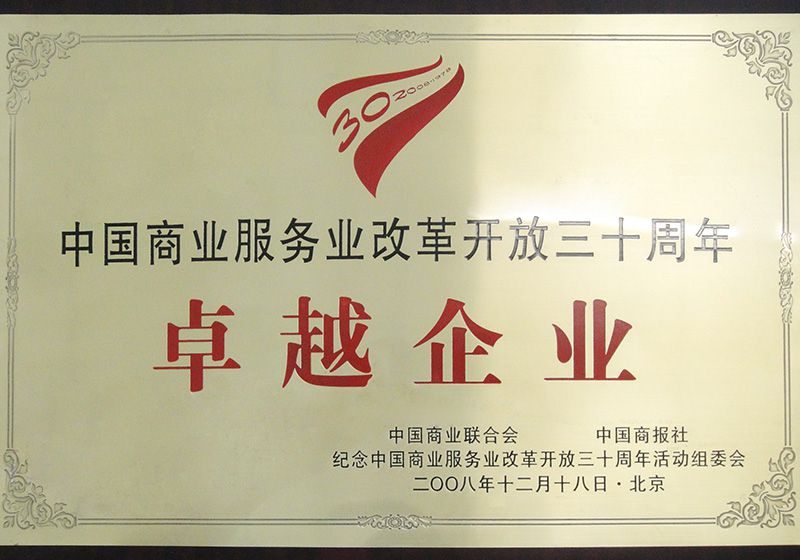 30 2008-1978
中国商业服务业改革开放三十周年
卓越企业
中国商业联合会 中国商报社
纪念中国商业服务业改革开放三十周年活动组委会
二〇〇八年十二月十八日·北京